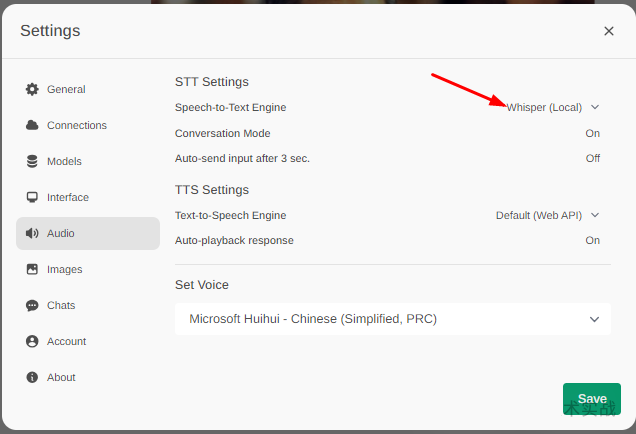 Settings
General
Connections
Models
Interface
Audio
Images
Chats
Account
About
STT Settings
Speech-to-Text Engine Whisper (Local)
Conversation Mode On
Auto-send input after 3 sec. Off
TTS Settings
Text-to-Speech Engine Default (Web API)
Auto-playback response On
Set Voice
Microsoft Huihui - Chinese (Simplified, PRC)
Save
术实战